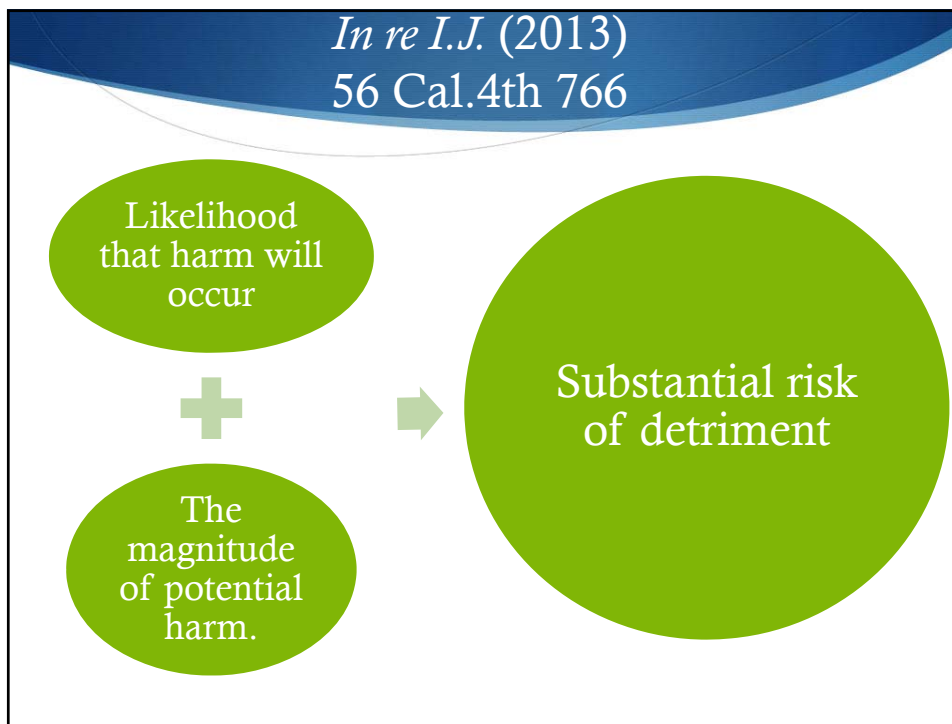 In re I.J. (2013)
56 Cal.4th 766
Likelihood
that harm will
occur
The
magnitude
of potential
harm.
Substantial risk
of detriment